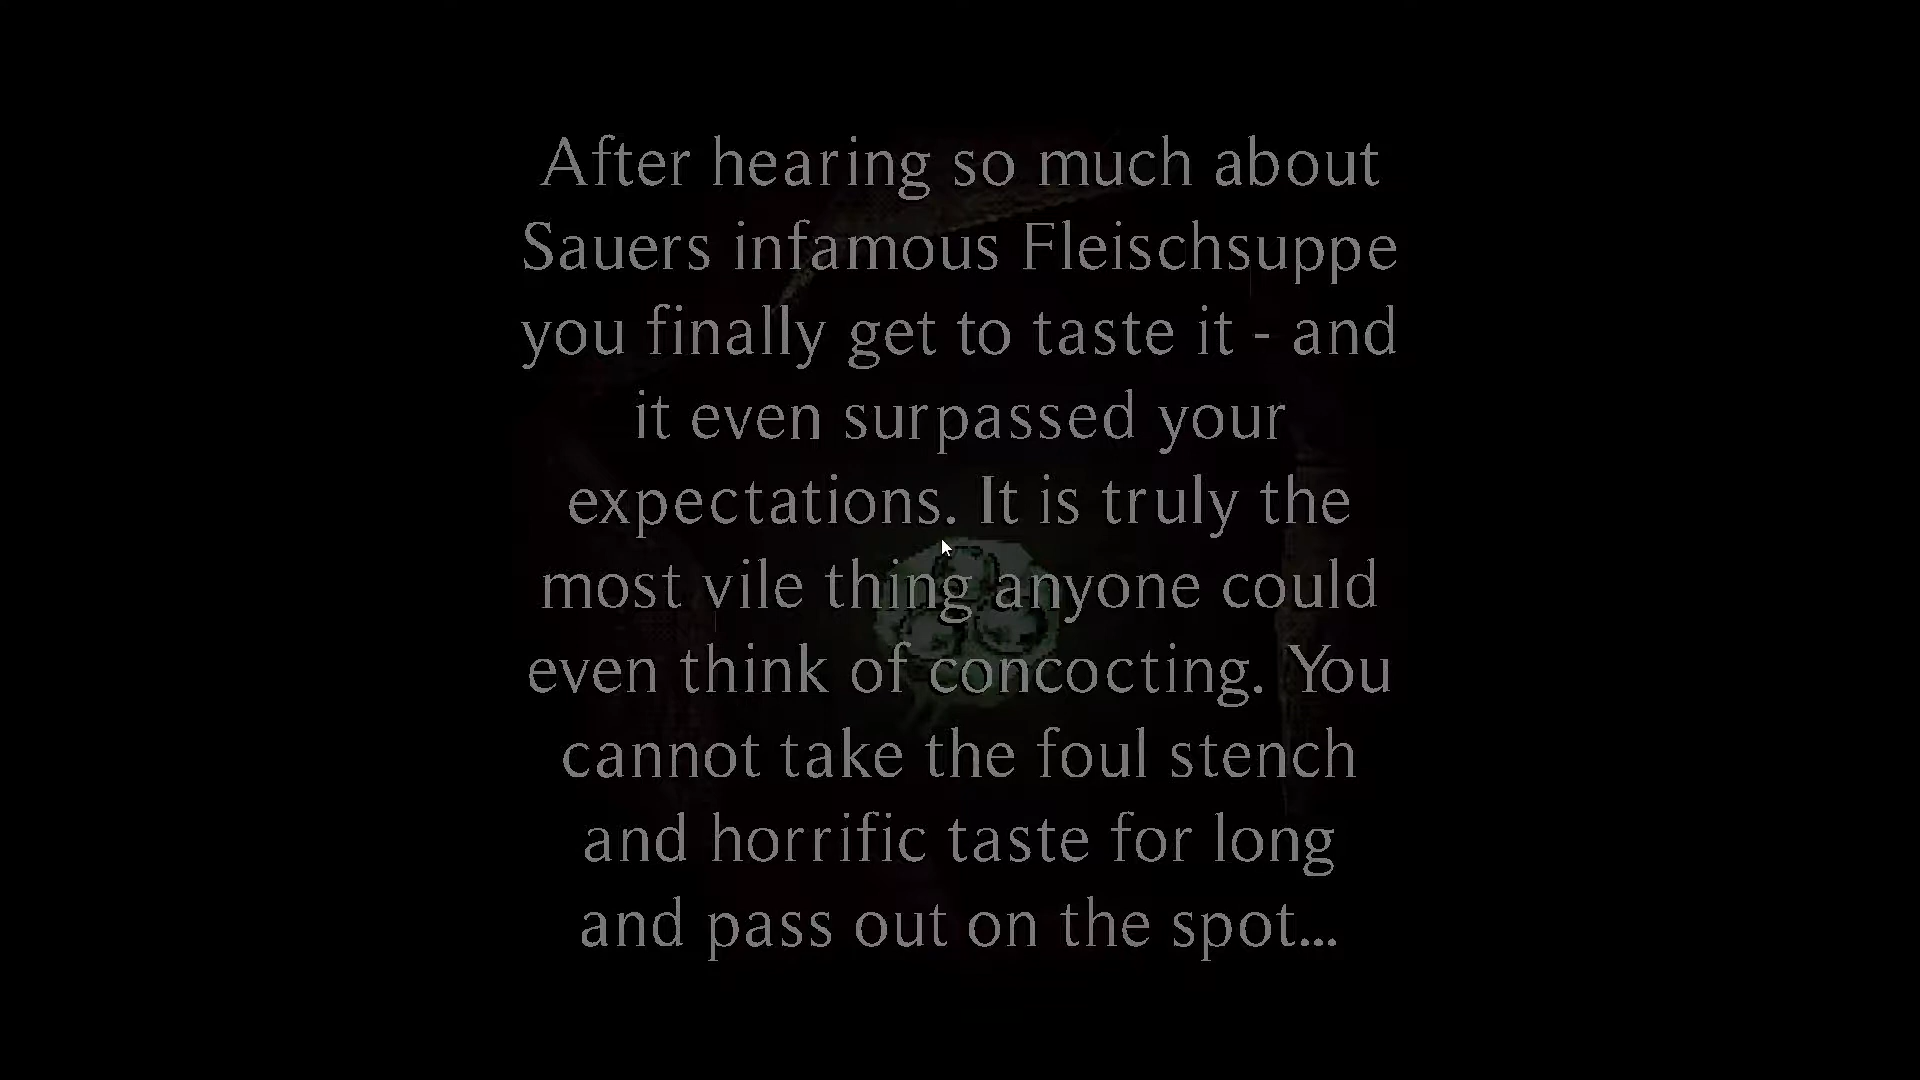 After hearing so much about
Sauers infamous Fleischsuppe
you finally get to taste it - and
it even surpassed your
expectations. It is truly the
most vile thing anyone could
even think of concocting. You
cannot take the foul stench
and horrific taste for long
and pass out on the spot...